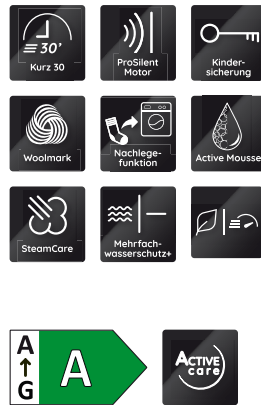 30'
Kurz 30
ProSilent
Motor
Kinder-
sicherung
Woolmark
Nachlege-
funktion
Active Mousse
SteamCare
Mehrfach-
wasserschutz+
A
G
A
ACTIVE
care